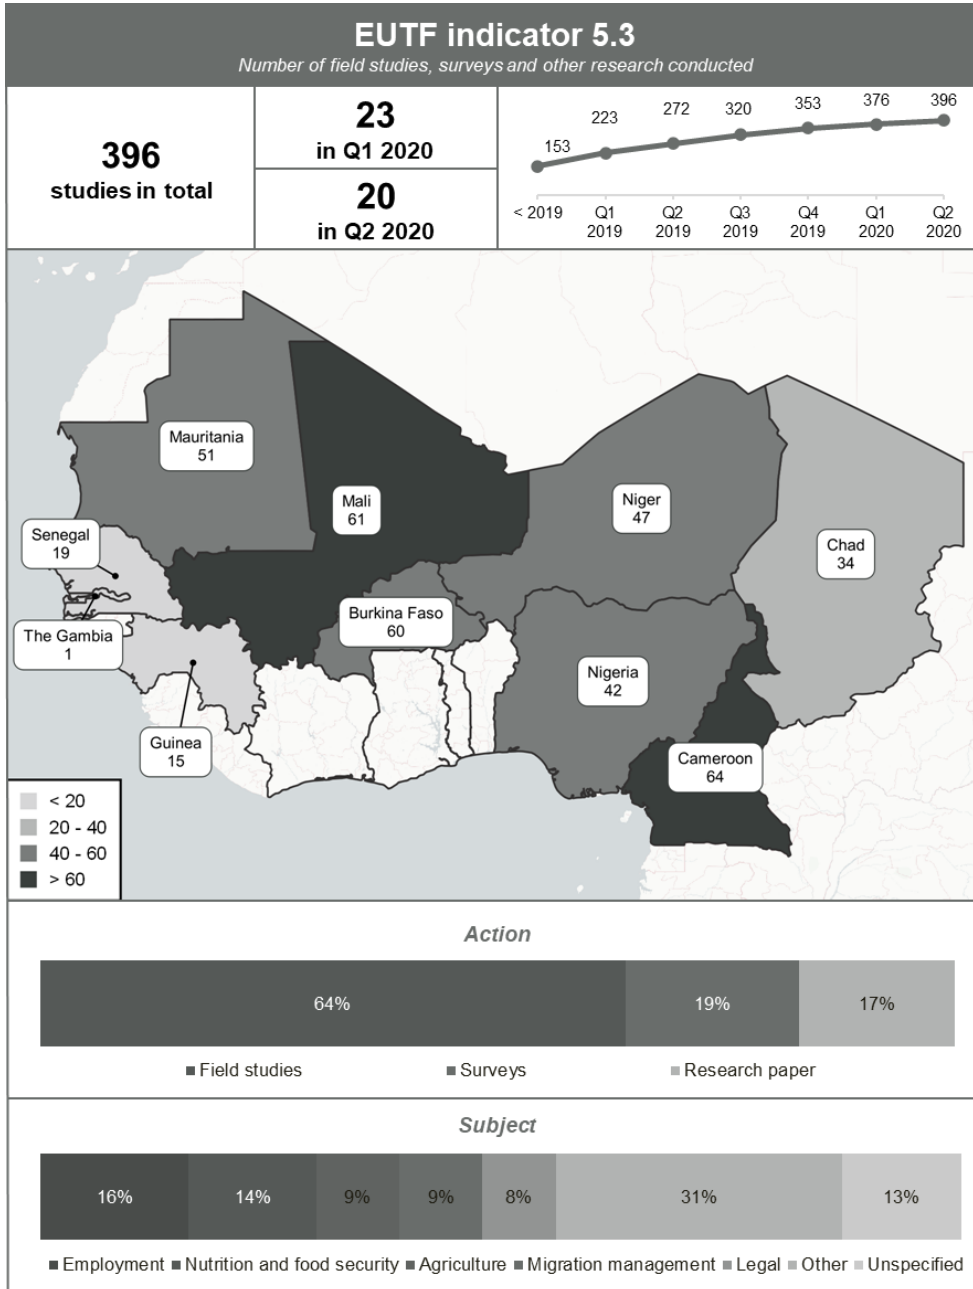 EUTF indicator 5.3
Number of field studies, surveys and other research conducted
396
studies in total
23
in Q1 2020
20
in Q2 2020
153
223
272
320
353
376
396
< 2019
Q1
2019
Q2
2019
Q3
2019
Q4
2019
Q1
2020
Q2
2020
Mauritania
51
Mali
61
Niger
47
Chad
34
Senegal
19
The Gambia
1
Burkina Faso
60
Nigeria
42
Guinea
15
Cameroon
64
< 20
20 - 40
40 - 60
> 60
Action
64%
19%
17%
Field studies
Surveys
Research paper
Subject
16%
14%
9%
9%
8%
31%
13%
Employment
Nutrition and food security
Agriculture
Migration management
Legal
Other
Unspecified